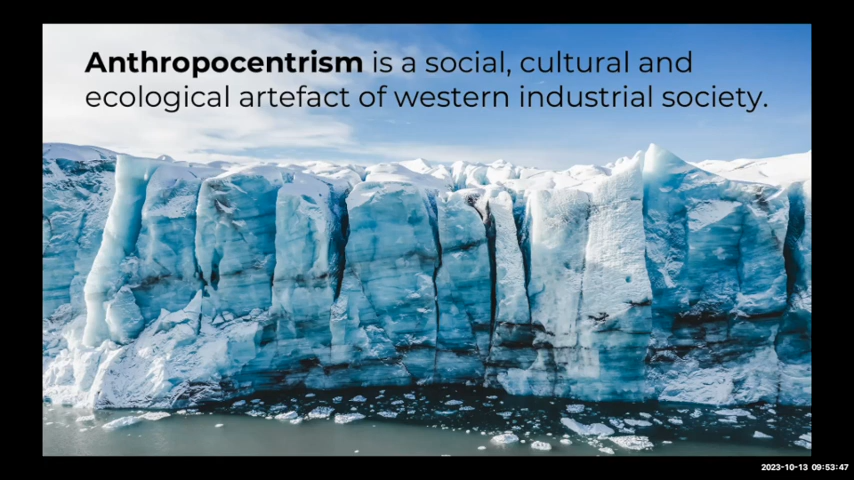 Anthropocentrism is a social, cultural and
ecological artefact of western industrial society.
2023-10-13 09:53:47